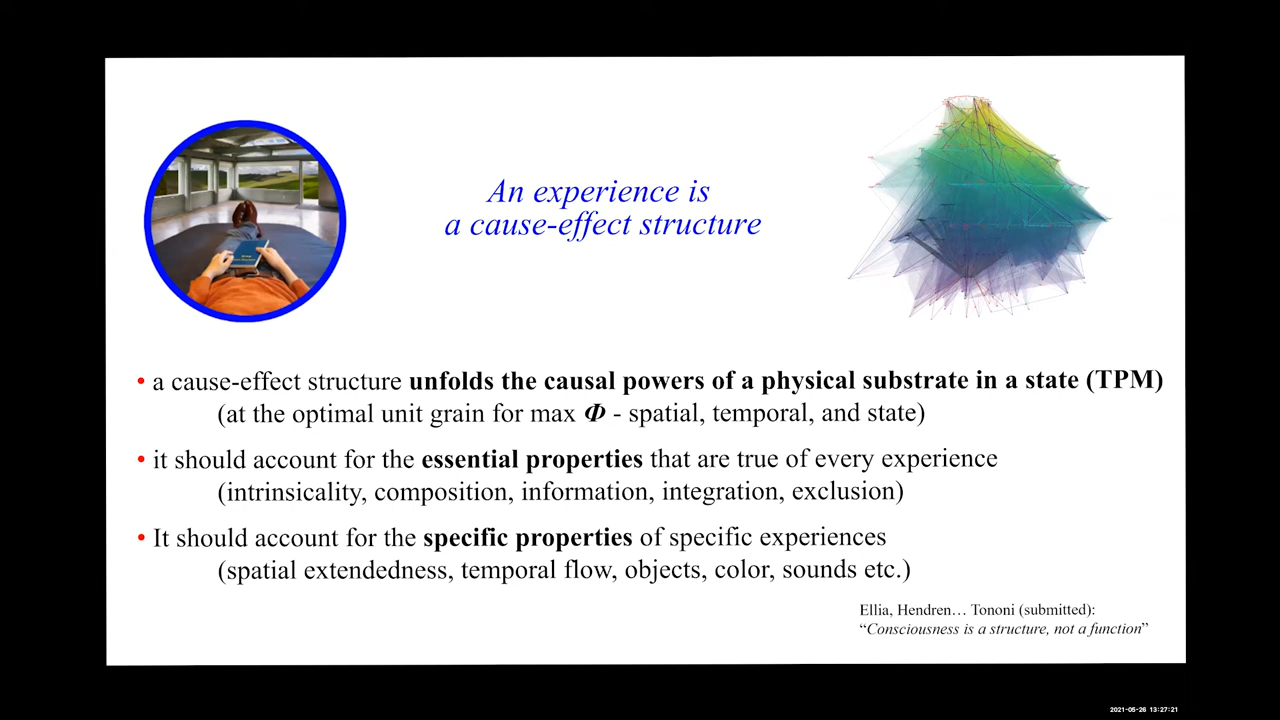 An experience is
a cause-effect structure
• a cause-effect structure unfolds the causal powers of a physical substrate in a state (TPM)
(at the optimal unit grain for max Φ - spatial, temporal, and state)
• it should account for the essential properties that are true of every experience
(intrinsicality, composition, information, integration, exclusion)
• It should account for the specific properties of specific experiences
(spatial extendedness, temporal flow, objects, color, sounds etc.)
Ellia, Hendren… Tononi (submitted):
“Consciousness is a structure, not a function”
2021-05-26 13:27:21